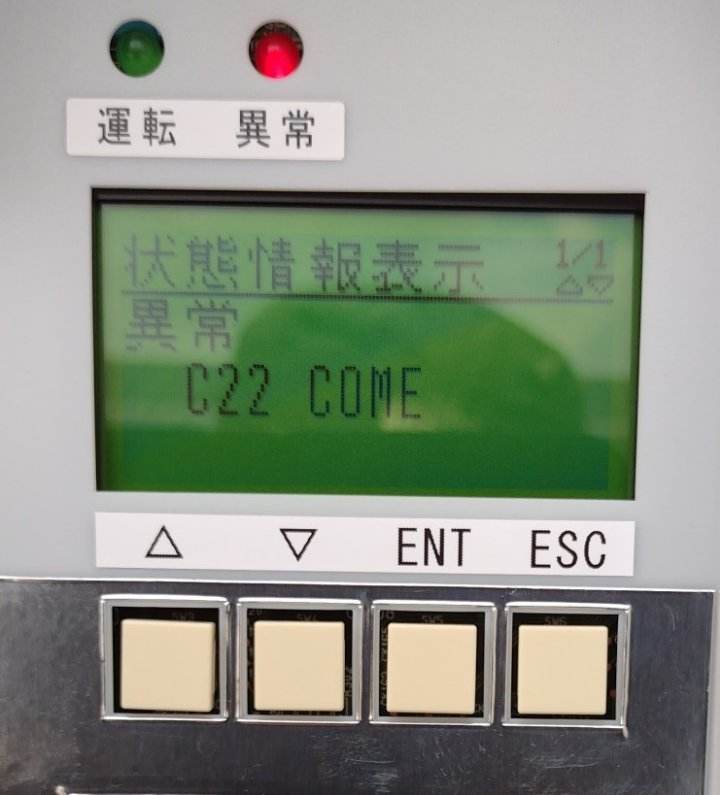 運転 異常
状態情報表示 1/1
△▽
異常
C22 COME
△ ▽ ENT ESC